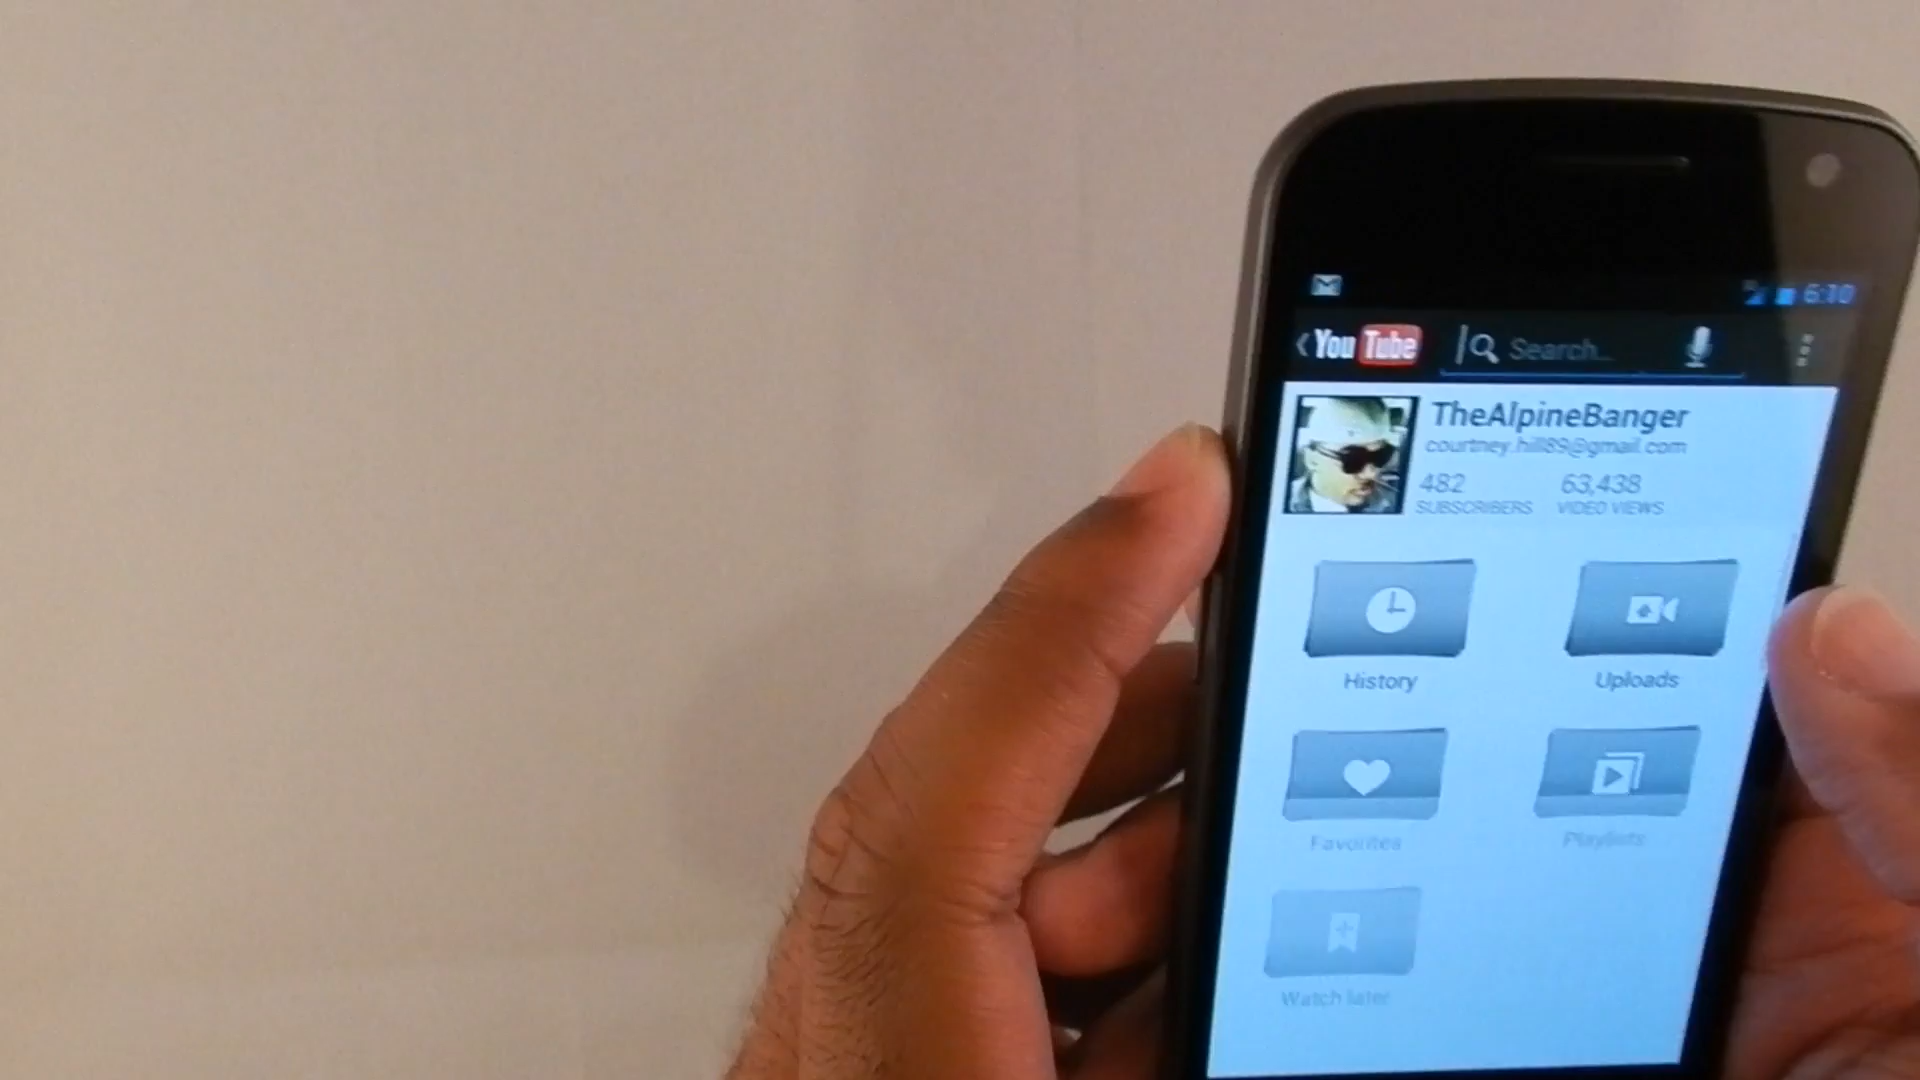 6:10
YouTube Search...
TheAlpineBanger
courtney.hill89@gmail.com
482 63,438
SUBSCRIBERS VIDEO VIEWS
History Uploads
Favorites Playlists
Watch later